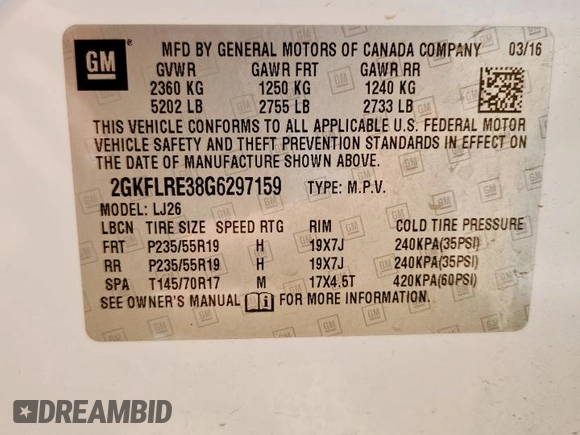 GM
MFD BY GENERAL MOTORS OF CANADA COMPANY 03/16
GVWR GAWR FRT GAWR RR
2360 KG 1250 KG 1240 KG
5202 LB 2755 LB 2733 LB
THIS VEHICLE CONFORMS TO ALL APPLICABLE U.S. FEDERAL MOTOR
VEHICLE SAFETY AND THEFT PREVENTION STANDARDS IN EFFECT ON
THE DATE OF MANUFACTURE SHOWN ABOVE.
2GKFLRE38G6297159 TYPE: M.P.V.
MODEL: LJ26
LBCN TIRE SIZE SPEED RTG RIM COLD TIRE PRESSURE
FRT P235/55R19 H 19X7J 240KPA(35PSI)
RR P235/55R19 H 19X7J 240KPA(35PSI)
SPA T145/70R17 M 17X4.5T 420KPA(60PSI)
SEE OWNER'S MANUAL FOR MORE INFORMATION.
DREAMBID